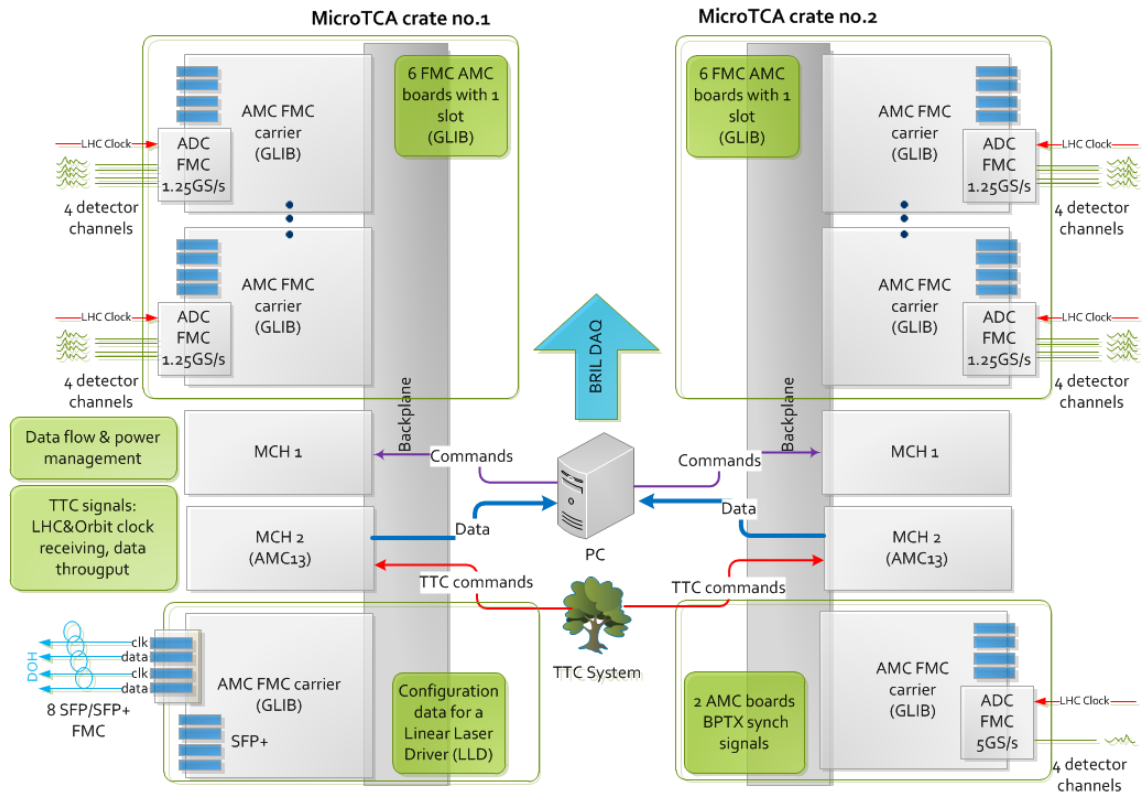 MicroTCA crate no.1
MicroTCA crate no.2
AMC FMC
carrier
(GLIB)
6 FMC AMC
boards with 1
slot
(GLIB)
LHC Clock
ADC
FMC
1.25GS/s
4 detector
channels
AMC FMC
carrier
(GLIB)
LHC Clock
ADC
FMC
1.25GS/s
4 detector
channels
Backplane
Data flow & power
management
MCH 1
TTC signals:
LHC&Orbit clock
receiving, data
througput
MCH 2
(AMC13)
Commands
Data
TTC commands
clk
data
clk
data
DOH
8 SFP/SFP+
FMC
AMC FMC carrier
(GLIB)
SFP+
Configuration
data for a
Linear Laser
Driver (LLD)
BRIL DAQ
PC
TTC System
6 FMC AMC
boards with 1
slot
(GLIB)
AMC FMC
carrier
(GLIB)
ADC
FMC
1.25GS/s
LHC Clock
4 detector
channels
AMC FMC
carrier
(GLIB)
ADC
FMC
1.25GS/s
LHC Clock
4 detector
channels
Backplane
Commands
MCH 1
Data
MCH 2
(AMC13)
TTC commands
2 AMC boards
BPTX synch
signals
AMC FMC
carrier
(GLIB)
ADC
FMC
5GS/s
LHC Clock
4 detector
channels